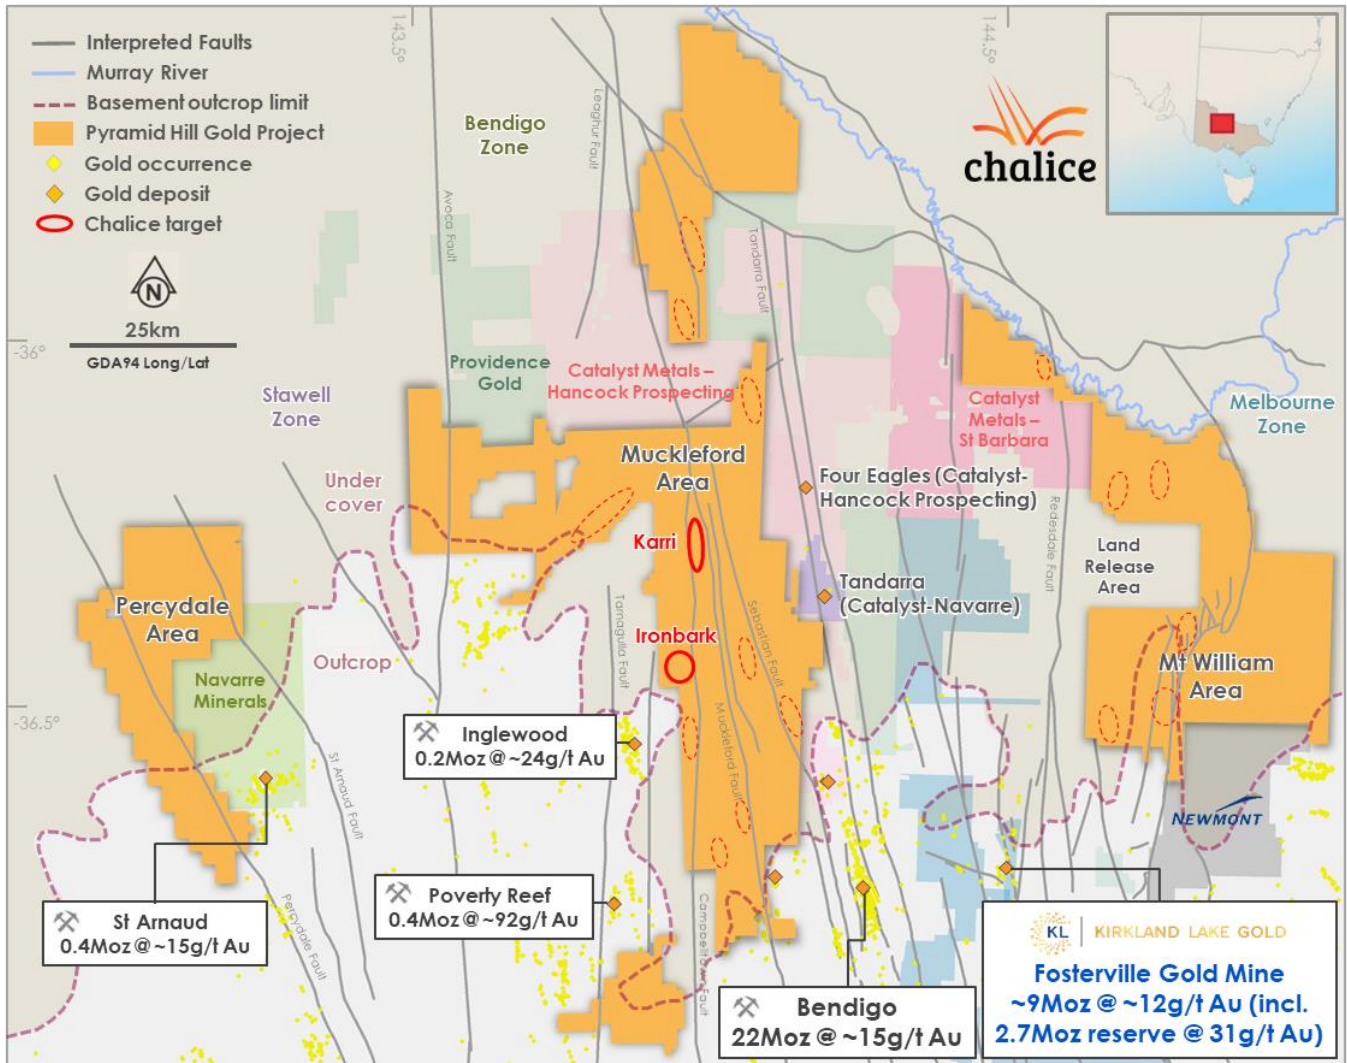 Interpreted Faults
Murray River
Basement outcrop limit
Pyramid Hill Gold Project
Gold occurrence
Gold deposit
Chalice target
N
25km
GDA94 Long/Lat
143.5°
144.5°
-36°
-36.5°
chalice
Bendigo
Zone
Leaghur Fault
Avoca Fault
Tandarra Fault
Providence
Gold
Catalyst Metals –
Hancock Prospecting
Stawell
Zone
Catalyst
Metals –
St Barbara
Melbourne
Zone
Under
cover
Muckleford
Area
Four Eagles (Catalyst-
Hancock Prospecting)
Karri
Redesdale Fault
Land
Release
Area
Tandarra
(Catalyst-Navarre)
Percydale
Area
Ironbark
Tarnagulla Fault
Sebastian Fault
Outcrop
Mt William
Area
Navarre
Minerals
Muckleford Fault
St Arnaud Fault
Inglewood
0.2Moz @ ~24g/t Au
NEWMONT
Poverty Reef
0.4Moz @ ~92g/t Au
St Arnaud
0.4Moz @ ~15g/t Au
Percydale Fault
Campbelltown Fault
Bendigo
22Moz @ ~15g/t Au
KL KIRKLAND LAKE GOLD
Fosterville Gold Mine
~9Moz @ ~12g/t Au (incl.
2.7Moz reserve @ 31g/t Au)